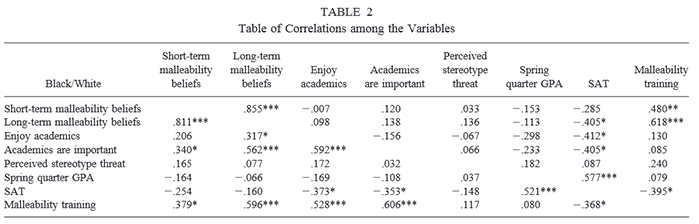 TABLE 2
Table of Correlations among the Variables
Short-term Long-term Perceived
malleability malleability Enjoy Academics stereotype Spring Malleability
Black/White beliefs beliefs academics are important threat quarter GPA SAT training
Short-term malleability beliefs .855*** −.007 .120 .033 −.153 −.285 .480**
Long-term malleability beliefs .811*** .098 .138 .136 −.113 −.405* .618***
Enjoy academics .206 .317* −.156 −.067 −.298 −.412* .130
Academics are important .340* .562*** .592*** .066 −.233 −.405* .085
Perceived stereotype threat .165 .077 .172 .032 .182 .087 .240
Spring quarter GPA −.164 −.066 −.169 −.108 .037 .577*** .079
SAT −.254 −.160 −.373* −.353* −.148 .521*** −.395*
Malleability training .379* .596*** .528*** .606*** .117 .080 −.368*